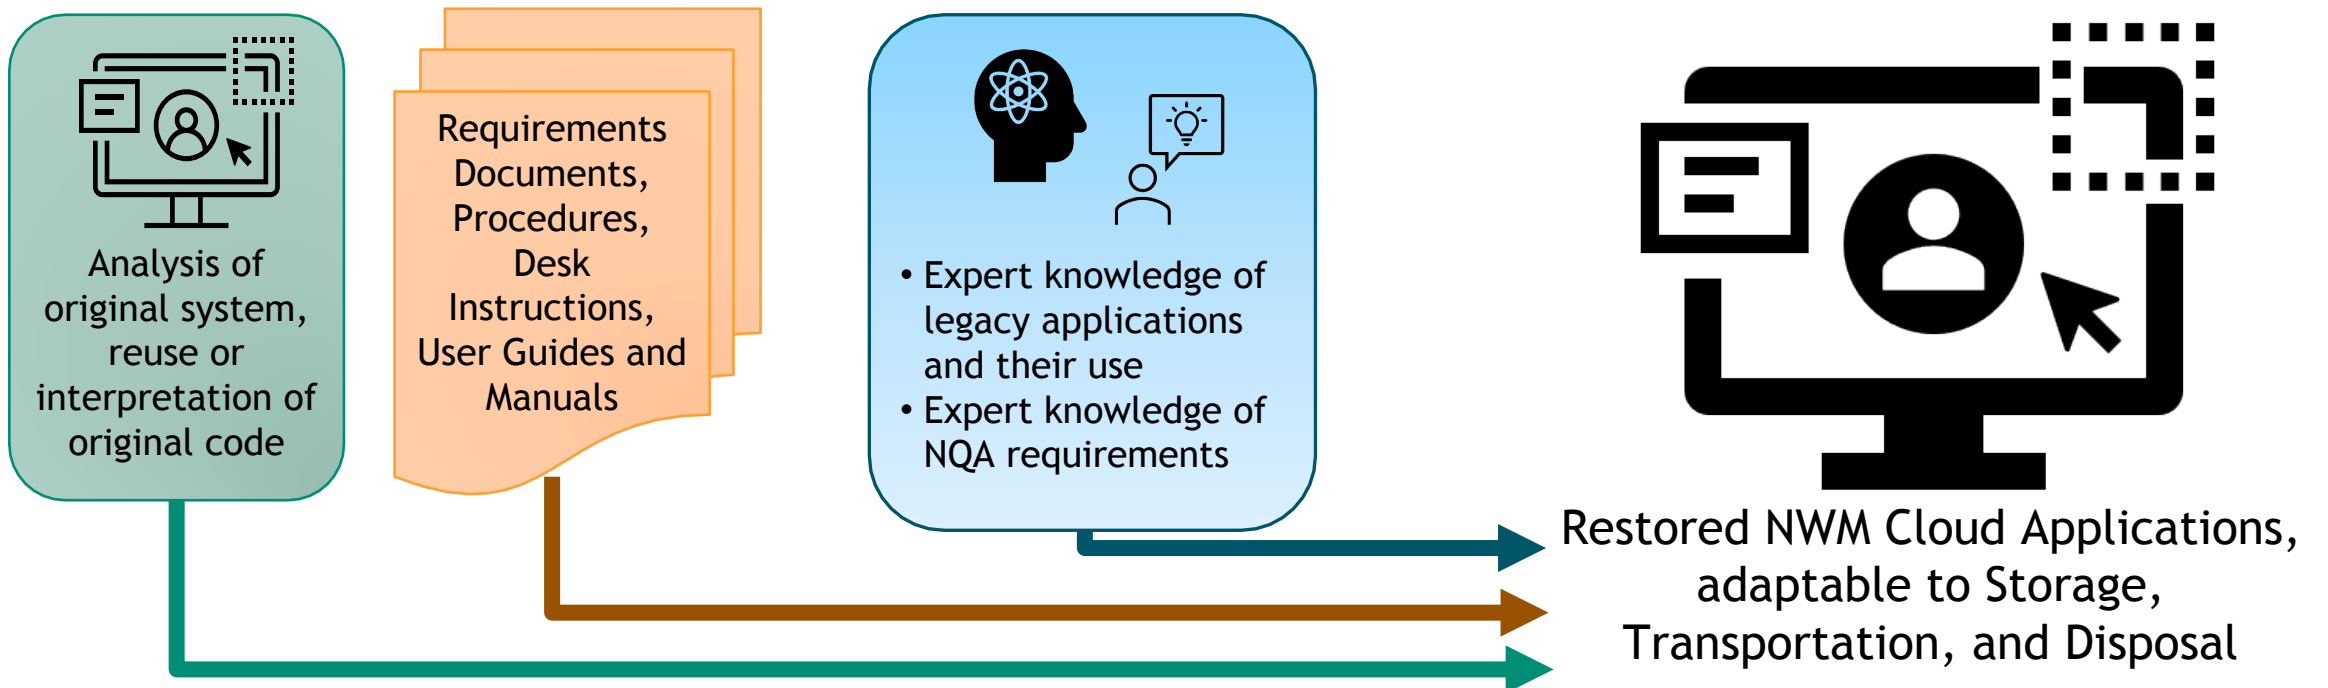 Analysis of
original system,
reuse or
interpretation of
original code
Requirements
Documents,
Procedures,
Desk
Instructions,
User Guides and
Manuals
• Expert knowledge of
legacy applications
and their use
• Expert knowledge of
NQA requirements
Restored NWM Cloud Applications,
adaptable to Storage,
Transportation, and Disposal